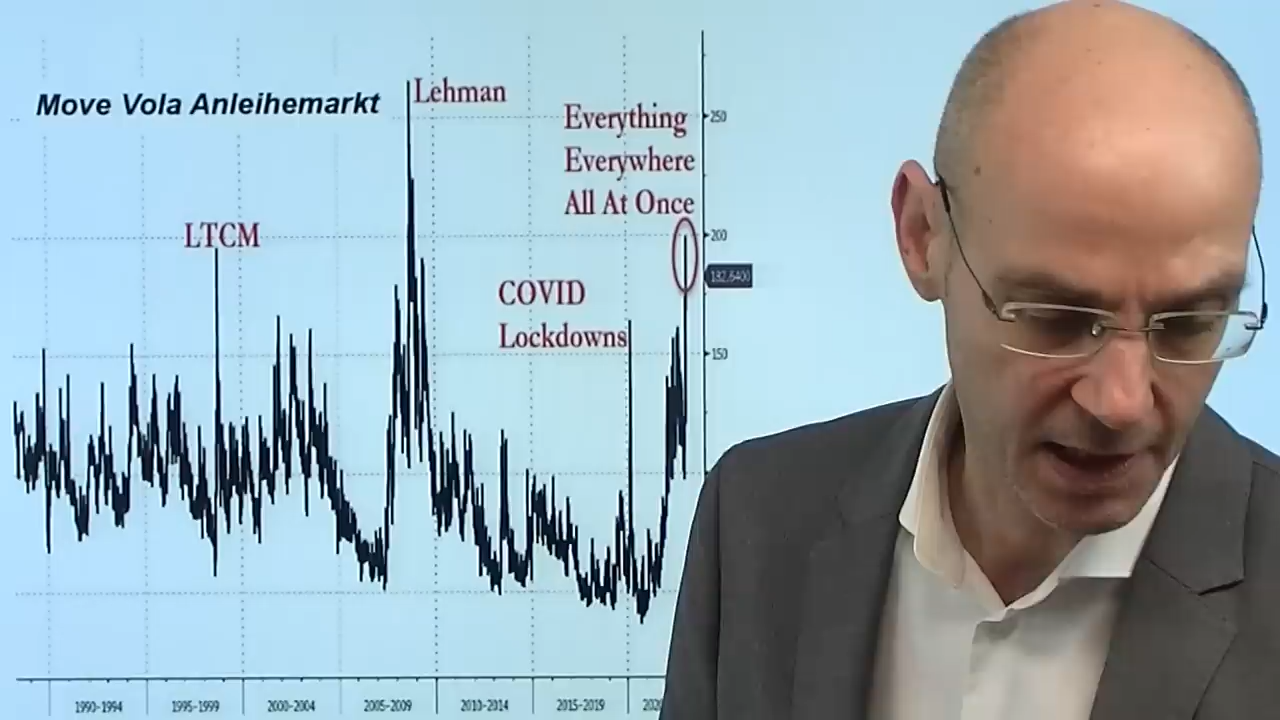 Move Vola Anleihemarkt
Lehman
Everything
Everywhere
All At Once
LTCM
COVID
Lockdowns
250
200
182.6400
150
1990-1994
1995-1999
2000-2004
2005-2009
2010-2014
2015-2019